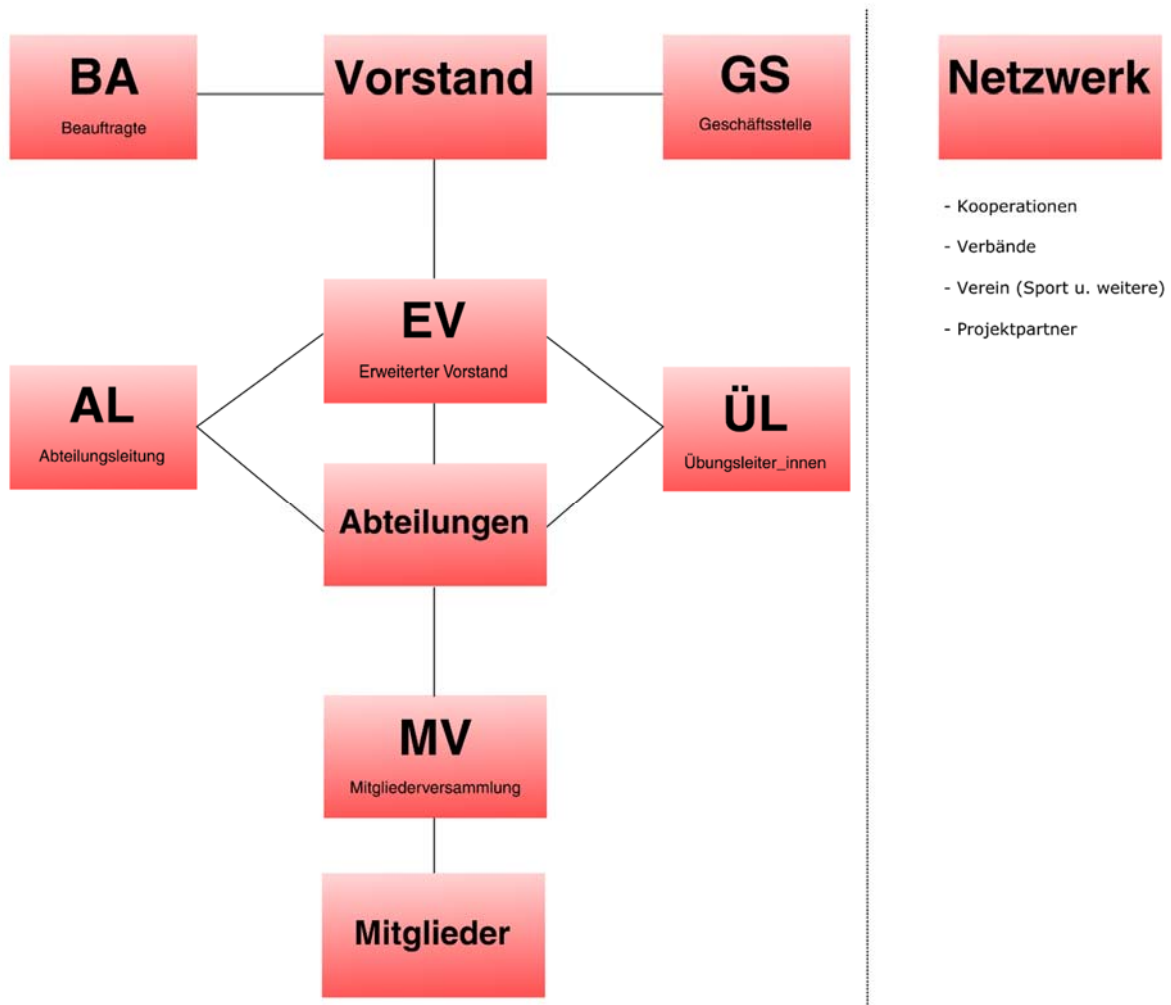 BA
Beauftragte
Vorstand
GS
Geschäftsstelle
Netzwerk
- Kooperationen
- Verbände
- Verein (Sport u. weitere)
- Projektpartner
EV
Erweiterter Vorstand
AL
Abteilungsleitung
ÜL
Übungsleiter_innen
Abteilungen
MV
Mitgliederversammlung
Mitglieder